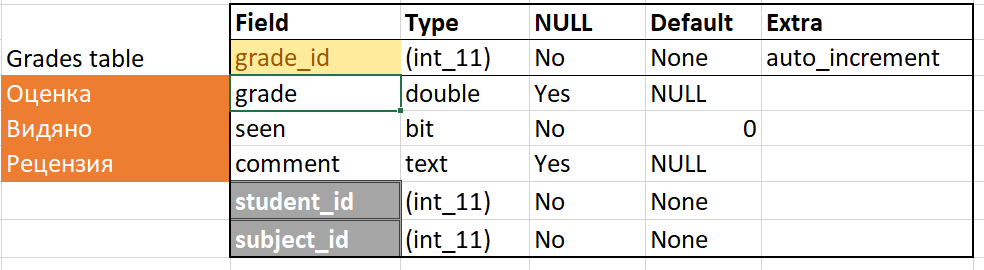 Field Type NULL Default Extra
Grades table grade_id (int_11) No None auto_increment
Оценка grade double Yes NULL
Видяно seen bit No 0
Рецензия comment text Yes NULL
student_id (int_11) No None
subject_id (int_11) No None